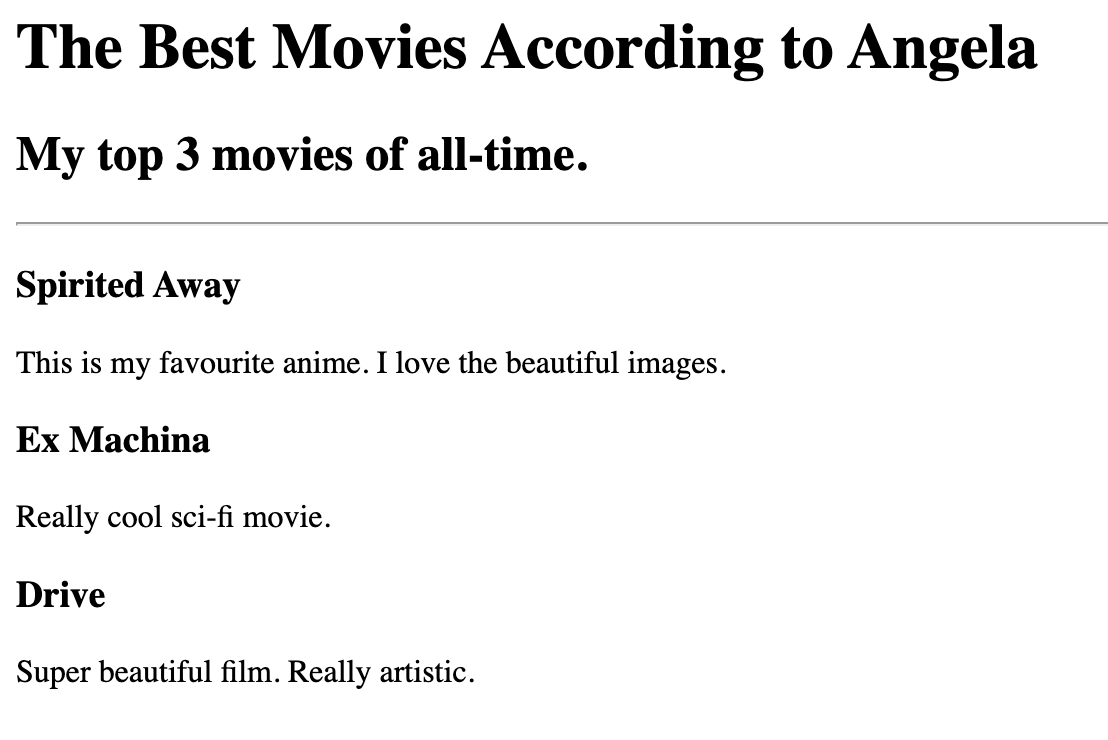 The Best Movies According to Angela
My top 3 movies of all-time.
Spirited Away
This is my favourite anime. I love the beautiful images.
Ex Machina
Really cool sci-fi movie.
Drive
Super beautiful film. Really artistic.